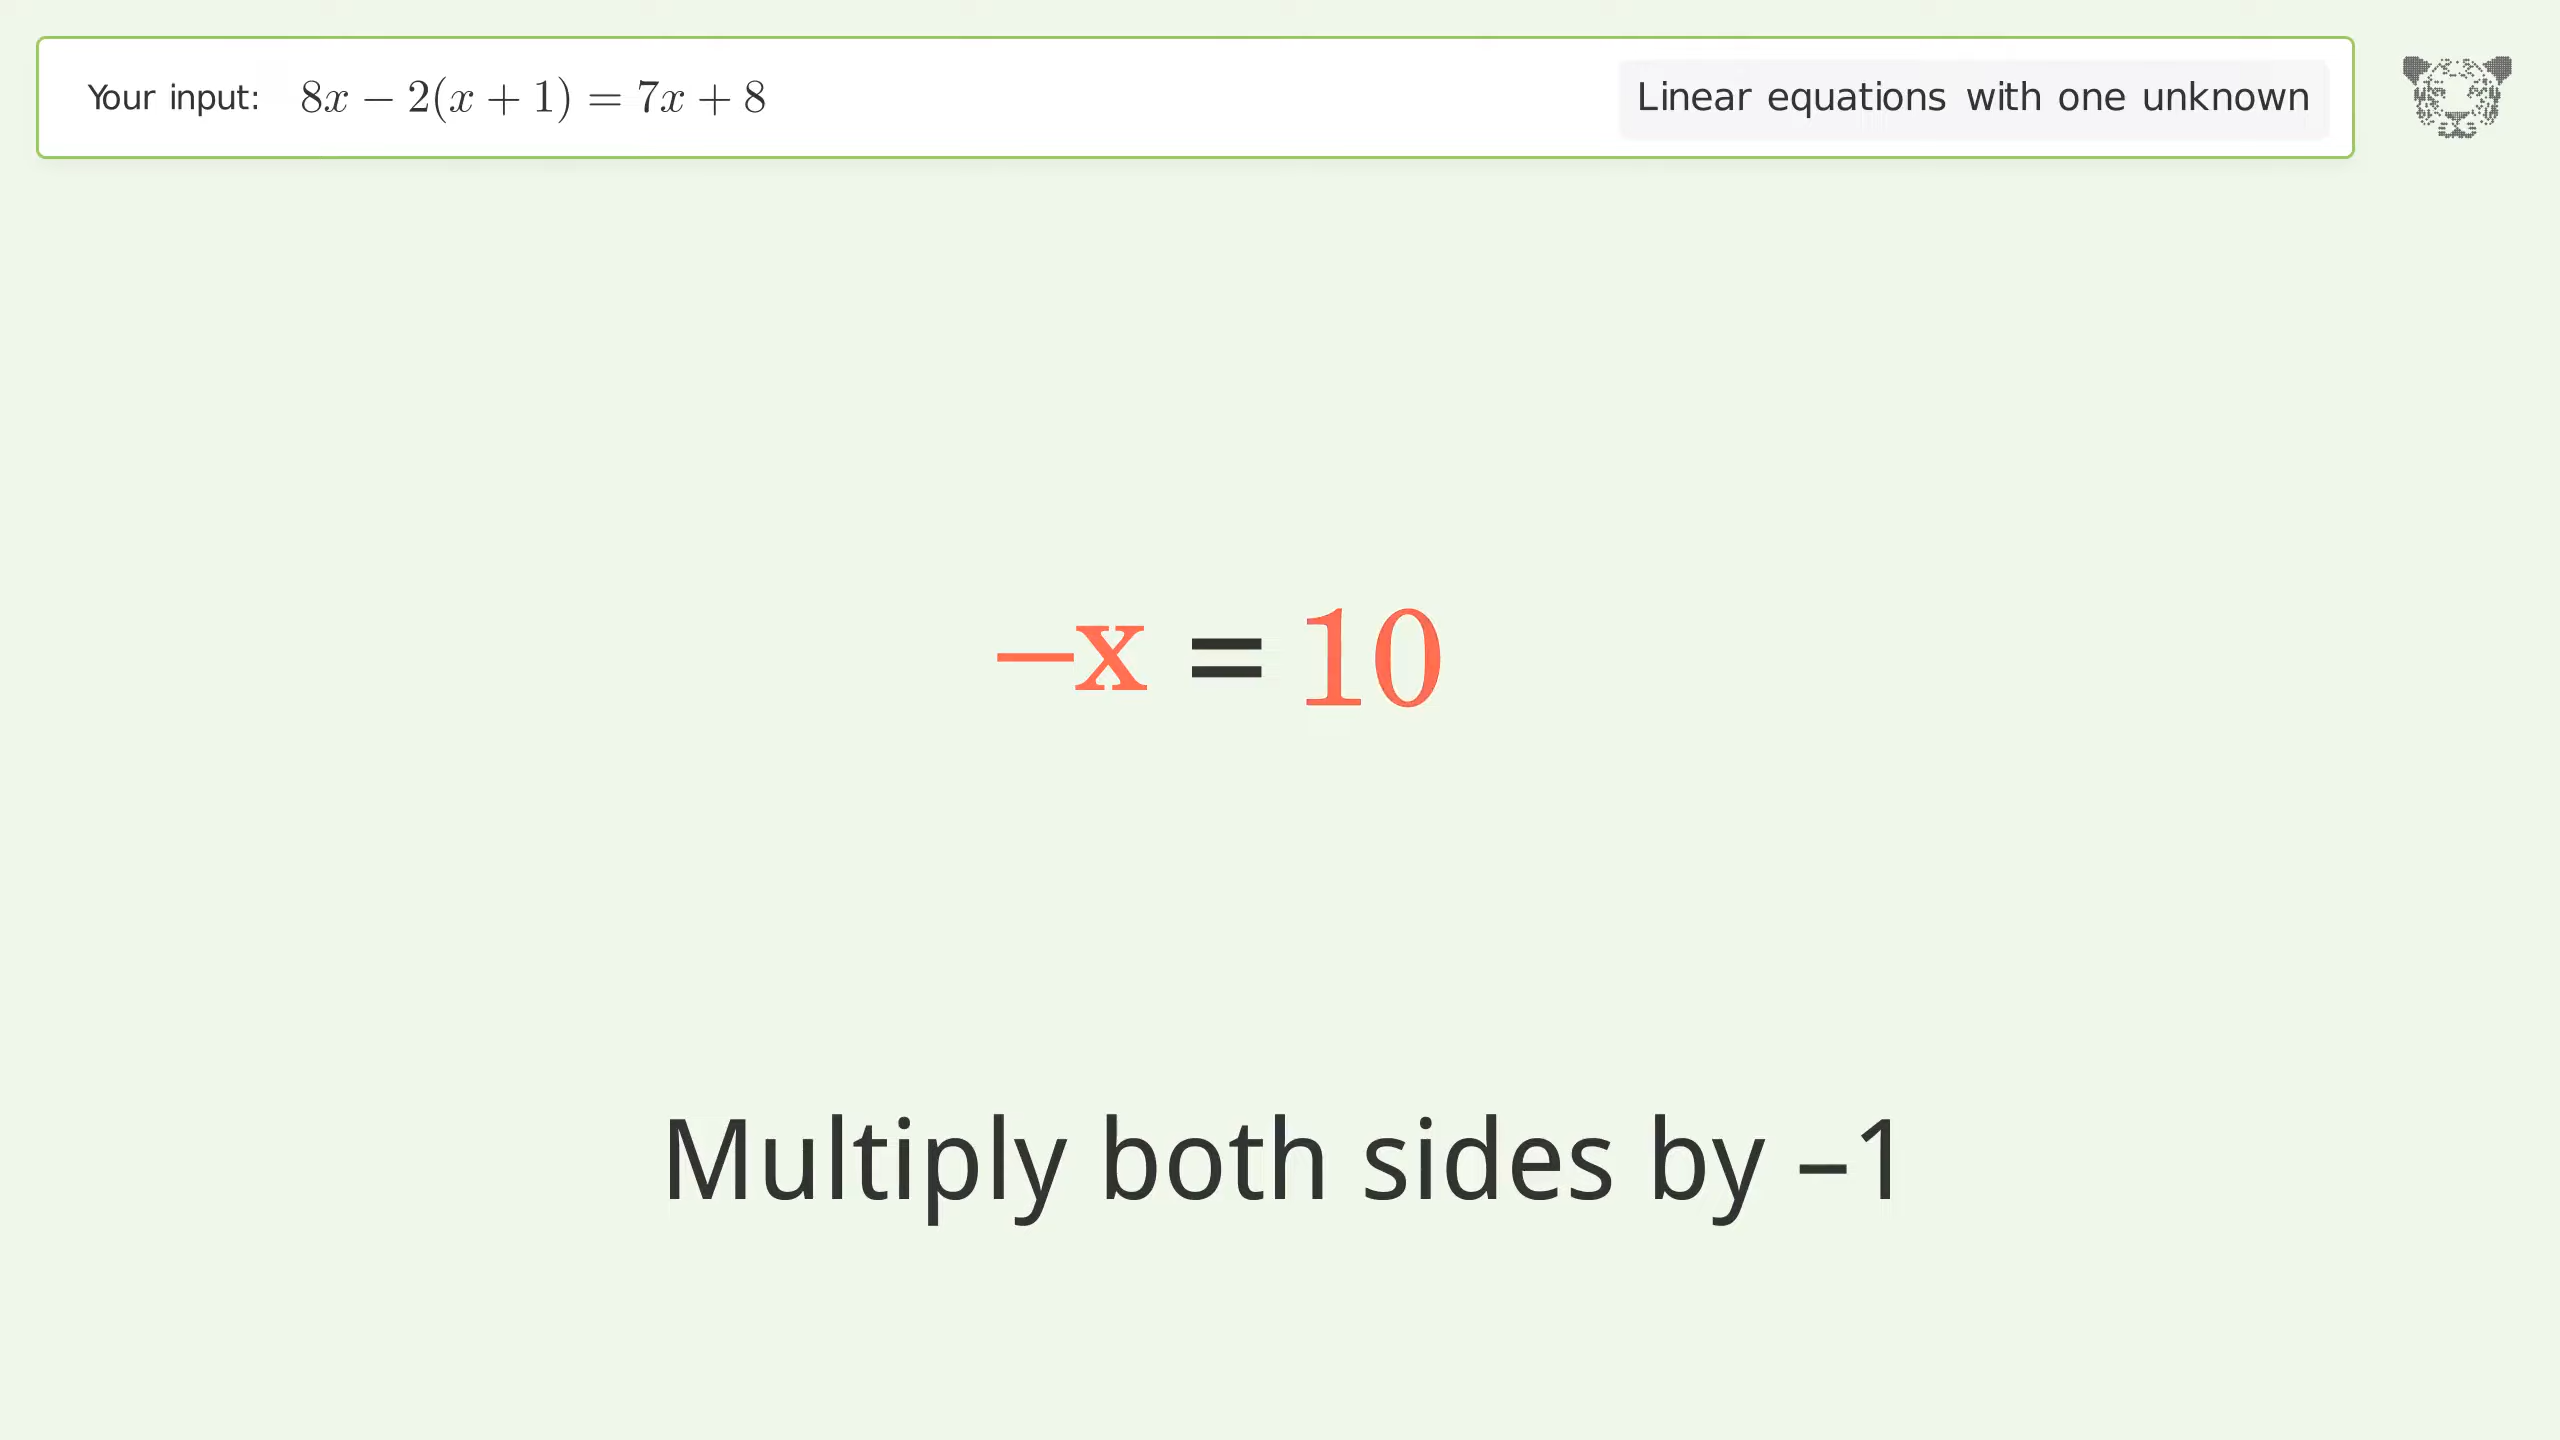 Your input: 8x − 2(x + 1) = 7x + 8 Linear equations with one unknown
−x = 10
Multiply both sides by –1